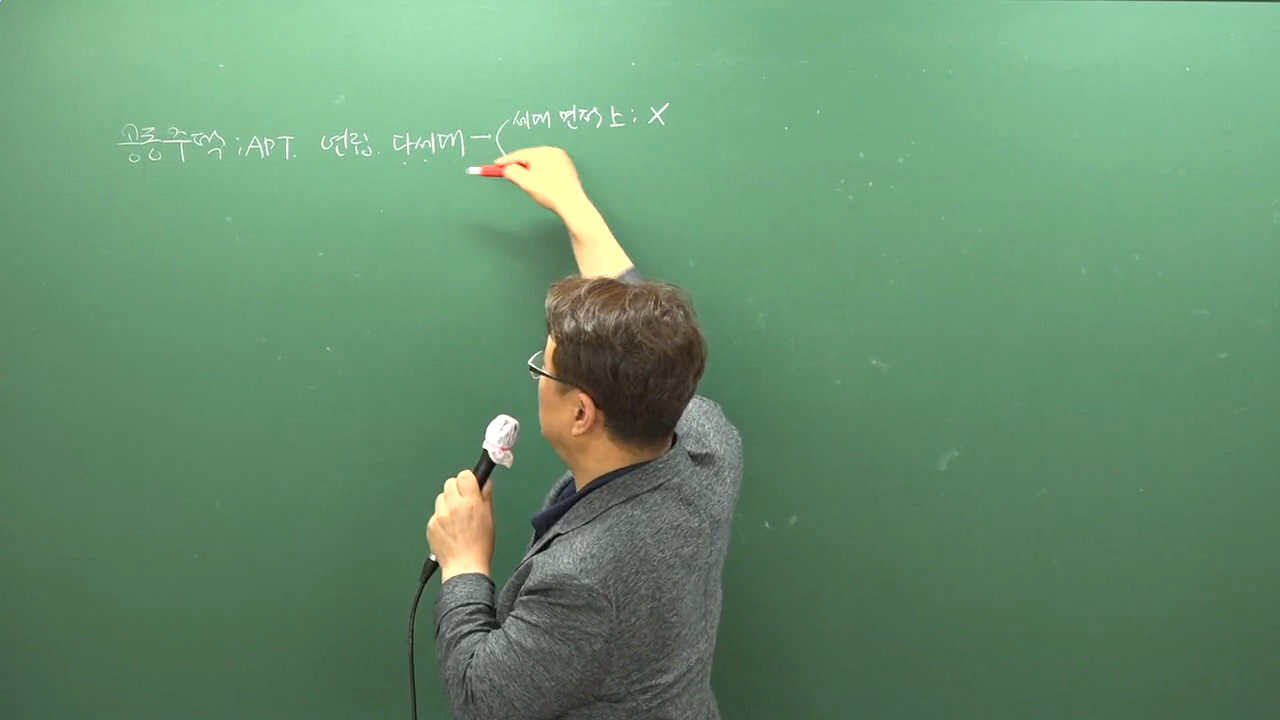 세대 면적 上 : X
공동주택 : APT. 연립. 다세대 →